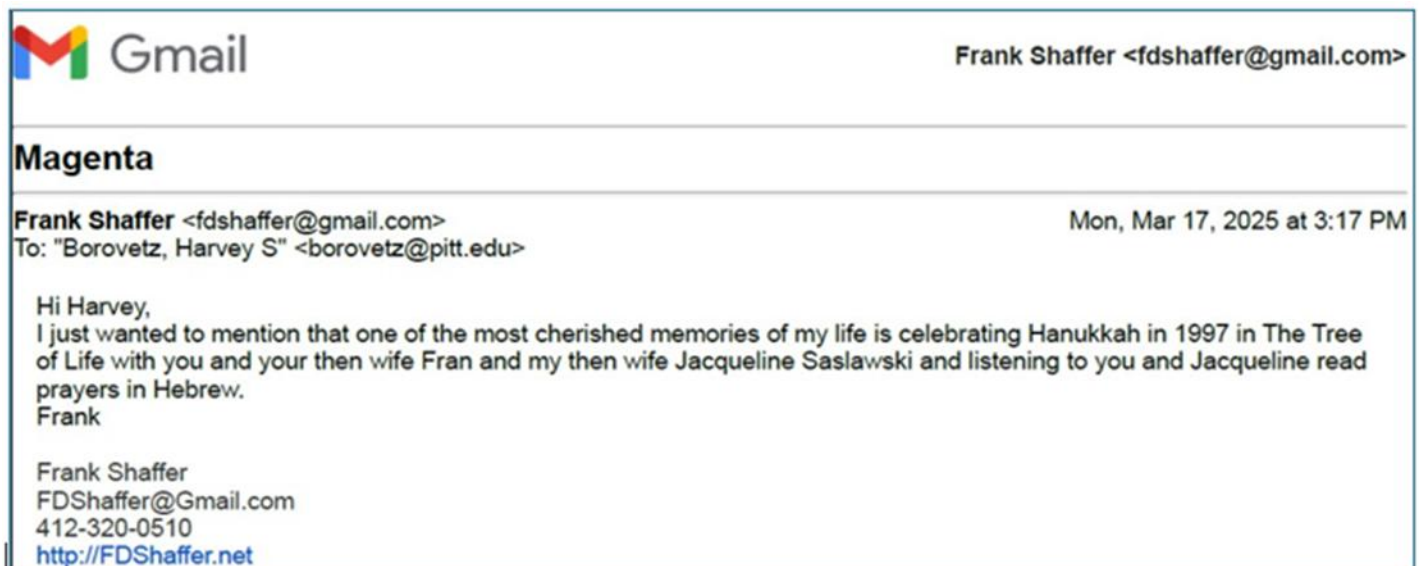 Gmail
Frank Shaffer <fdshaffer@gmail.com>
Magenta
Frank Shaffer <fdshaffer@gmail.com>
Mon, Mar 17, 2025 at 3:17 PM
To: "Borovetz, Harvey S" <borovetz@pitt.edu>
Hi Harvey,
I just wanted to mention that one of the most cherished memories of my life is celebrating Hanukkah in 1997 in The Tree
of Life with you and your then wife Fran and my then wife Jacqueline Saslawski and listening to you and Jacqueline read
prayers in Hebrew.
Frank
Frank Shaffer
FDShaffer@Gmail.com
412-320-0510
http://FDShaffer.net